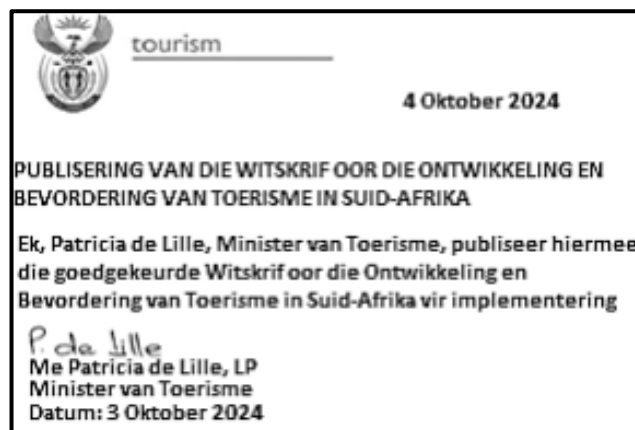 tourism
4 Oktober 2024
PUBLISERING VAN DIE WITSKRIF OOR DIE ONTWIKKELING EN
BEVORDERING VAN TOERISME IN SUID-AFRIKA
Ek, Patricia de Lille, Minister van Toerisme, publiseer hiermee
die goedgekeurde Witskrif oor die Ontwikkeling en
Bevordering van Toerisme in Suid-Afrika vir implementering
P. de Lille
Me Patricia de Lille, LP
Minister van Toerisme
Datum: 3 Oktober 2024